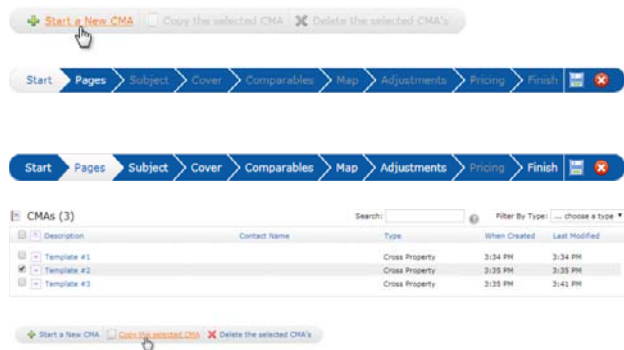 Start a New CMA Copy the selected CMA Delete the selected CMA's
Start Pages Subject Cover Comparables Map Adjustments Pricing Finish
Start Pages Subject Cover Comparables Map Adjustments Pricing Finish
CMAs (3) Search: Filter By Type: ... choose a type
Description Contact Name Type When Created Last Modified
Template #1 Cross Property 3:34 PM 3:34 PM
Template #2 Cross Property 3:35 PM 3:35 PM
Template #3 Cross Property 3:35 PM 3:41 PM
Start a New CMA Copy the selected CMA Delete the selected CMA's